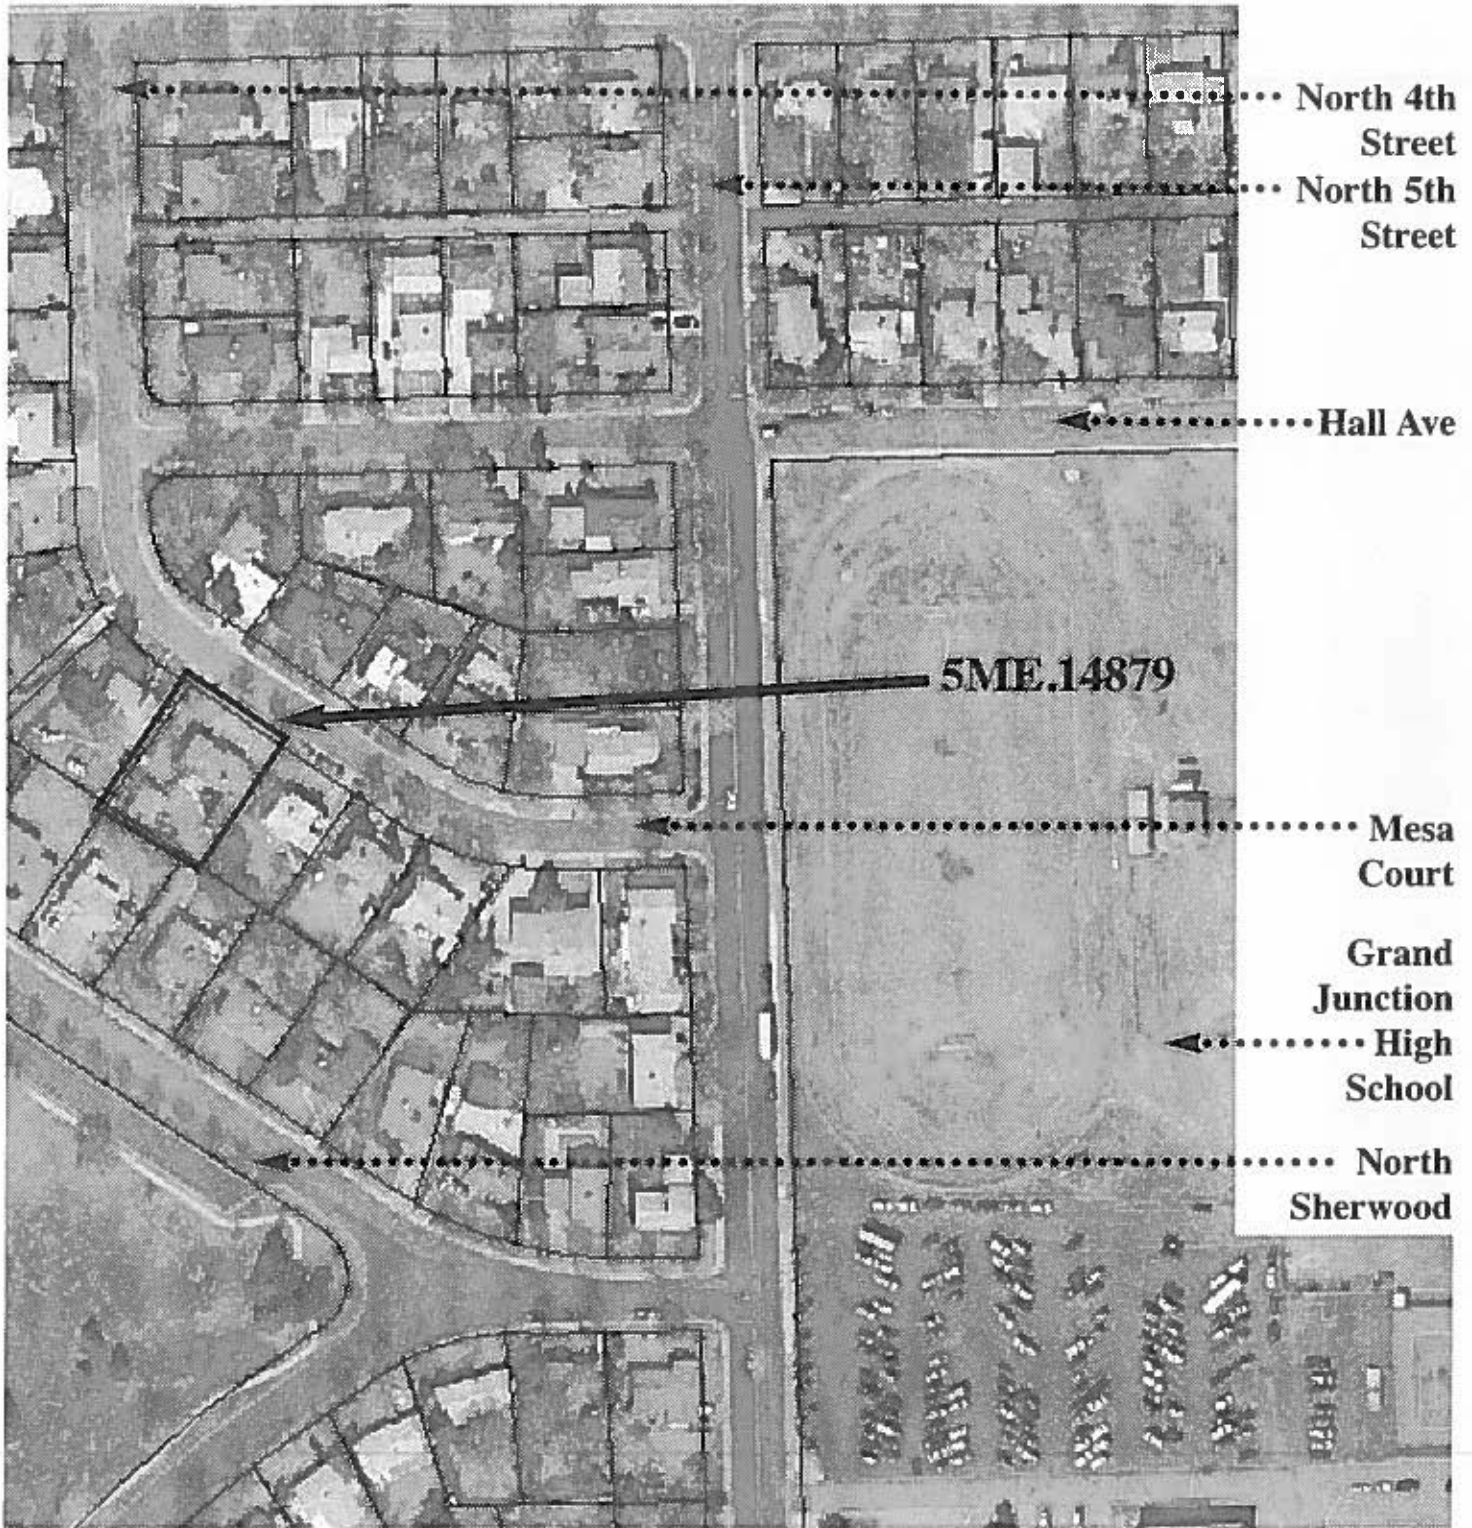 North 4th
Street
North 5th
Street
Hall Ave
5ME.14879
Mesa
Court
Grand
Junction
High
School
North
Sherwood